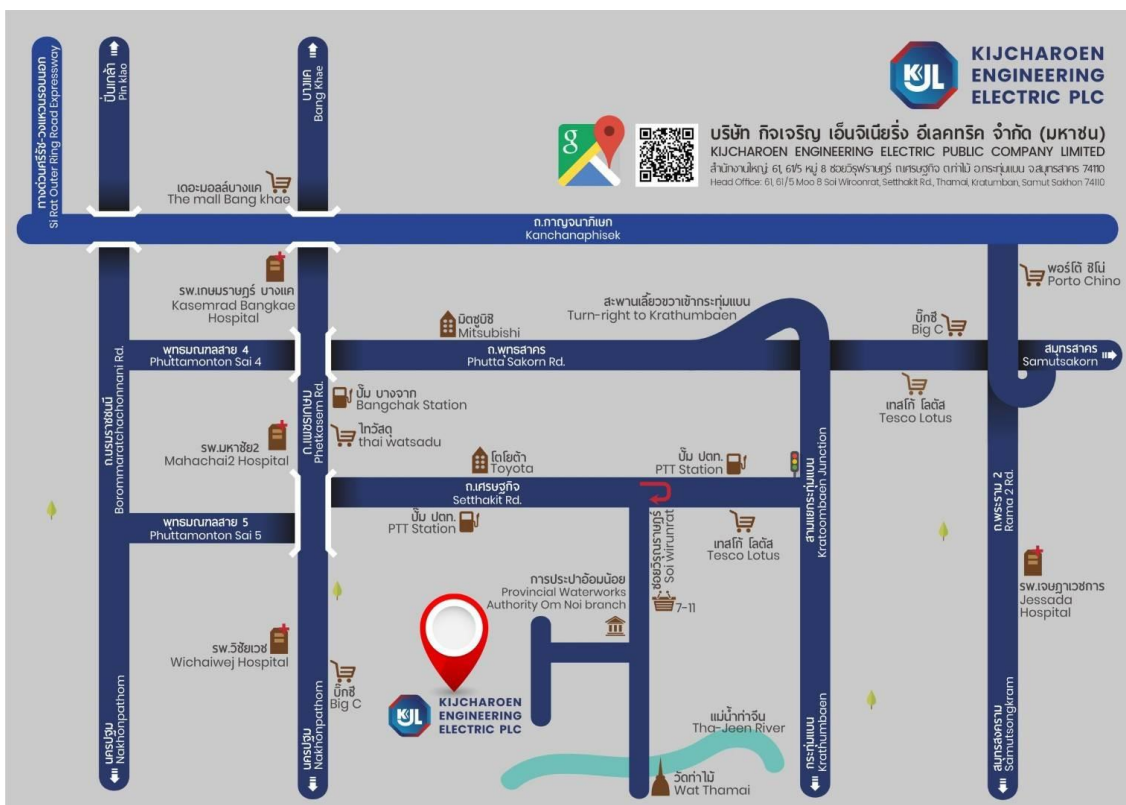 ทางด่วนศรีรัช-วงแหวนรอบนอก
Si Rat Outer Ring Road Expressway
ปิ่นเกล้า
Pin klao
บางแค
Bang Khae
KJL
KIJCHAROEN
ENGINEERING
ELECTRIC PLC
g
บริษัท กิจเจริญ เอ็นจิเนียริ่ง อีเลคทริค จำกัด (มหาชน)
KIJCHAROEN ENGINEERING ELECTRIC PUBLIC COMPANY LIMITED
สำนักงานใหญ่: 61, 61/5 หมู่ 8 ซอยวิรุฬราษฎร์ ถ.เศรษฐกิจ ต.ท่าไม้ อ.กระทุ่มแบน จ.สมุทรสาคร 74110
Head Office: 61, 61/5 Moo 8 Soi Wiroonrat, Setthakit Rd., Thamai, Kratumban, Samut Sakhon 74110
เดอะมอลล์บางแค
The mall Bang khae
ถ.กาญจนาภิเษก
Kanchanaphisek
รพ.เกษมราษฎร์ บางแค
Kasemrad Bangkae
Hospital
มิตซูบิชิ
Mitsubishi
สะพานเลี้ยวขวาเข้ากระทุ่มแบน
Turn-right to Krathumbaen
บิ๊กซี
Big C
พอร์โต้ ชิโน่
Porto Chino
พุทธมณฑลสาย 4
Phuttamonton Sai 4
ถ.พุทธสาคร
Phutta Sakorn Rd.
สมุทรสาคร
Samutsakorn
ถ.บรมราชชนนี
Borommaratchachonnani Rd.
ถ.เพชรเกษม
Phetkasem Rd.
ปั๊ม บางจาก
Bangchak Station
ไทวัสดุ
thai watsadu
เทสโก้ โลตัส
Tesco Lotus
รพ.มหาชัย2
Mahachai2 Hospital
โตโยต้า
Toyota
ปั๊ม ปตท.
PTT Station
ถ.เศรษฐกิจ
Setthakit Rd.
สามแยกกระทุ่มแบน
Kratoombaen Junction
ถ.พระราม 2
Rama 2 Rd.
พุทธมณฑลสาย 5
Phuttamonton Sai 5
ปั๊ม ปตท.
PTT Station
ซอยวิรุณราษฎร์
Soi wirunrat
เทสโก้ โลตัส
Tesco Lotus
การประปาอ้อมน้อย
Provincial Waterworks
Authority Om Noi branch
7-11
รพ.เจษฎาเวชการ
Jessada
Hospital
รพ.วิชัยเวช
Wichaiwej Hospital
บิ๊กซี
Big C
KJL
KIJCHAROEN
ENGINEERING
ELECTRIC PLC
แม่น้ำท่าจีน
Tha-Jeen River
วัดท่าไม้
Wat Thamai
นครปฐม
Nakhonpathom
นครปฐม
Nakhonpathom
กระทุ่มแบน
Krathumbaen
สมุทรสงคราม
Samutsongkram